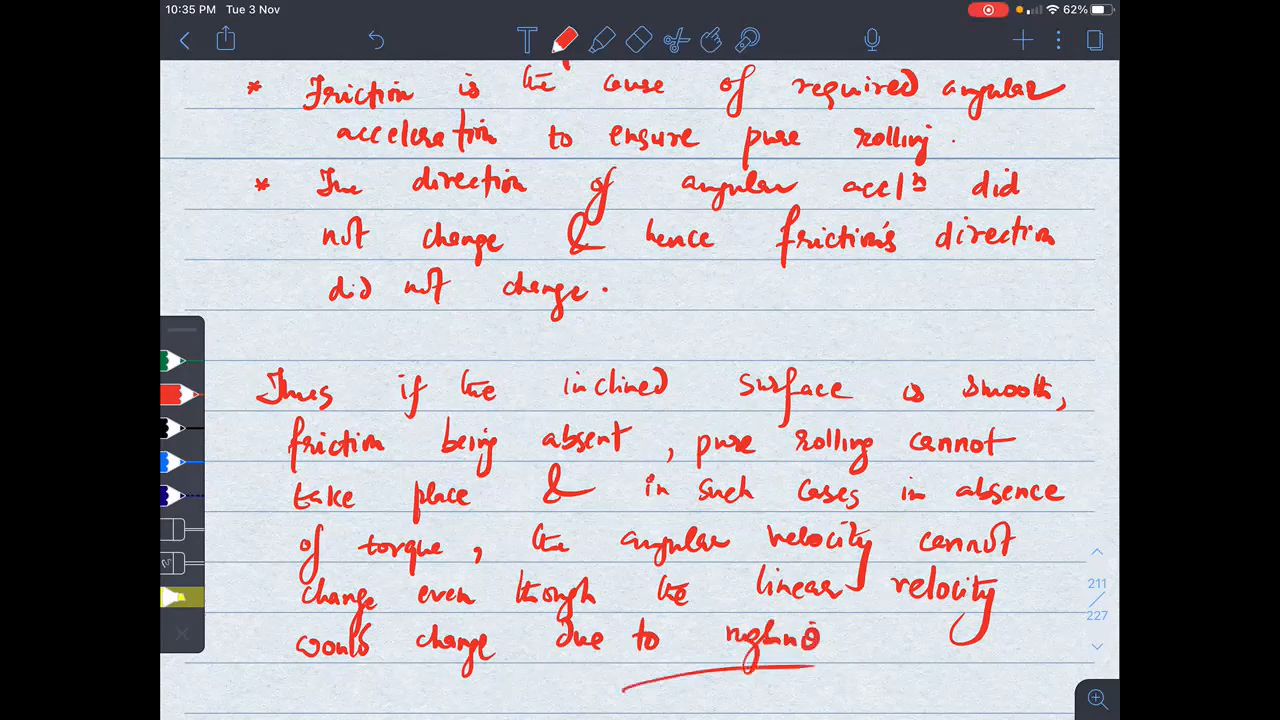 10:35 PM Tue 3 Nov
62%
T
* Friction is the cause of required angular
acceleration to ensure pure rolling.
* The direction of angular accln did
not change & hence friction's direction
did not change.
Thus if the inclined surface is smooth,
friction being absent, pure rolling cannot
take place & in such cases in absence
of torque, the angular velocity cannot
change even though the linear velocity
would change due to mgsinθ
211
227